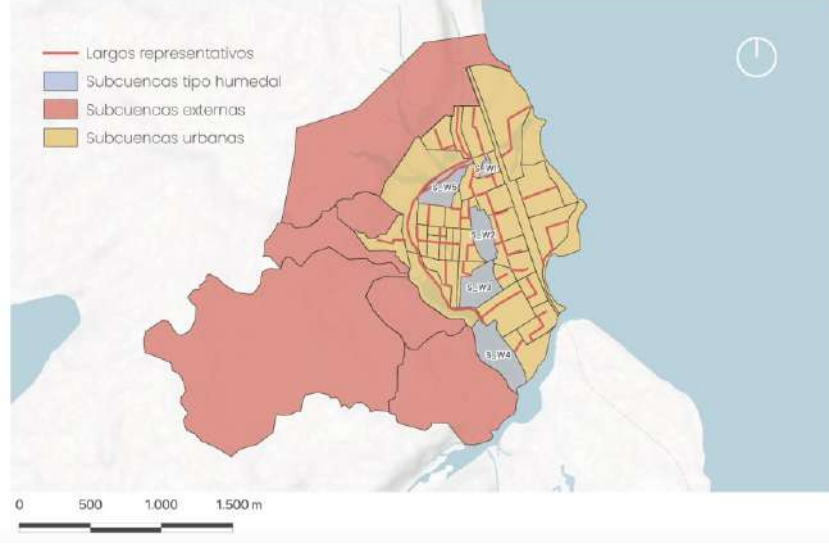 Largos representativos
Subcuencas tipo humedal
Subcuencas externas
Subcuencas urbanas
S_W1
S_W5
S_W2
S_W3
S_W4
0 500 1.000 1.500 m